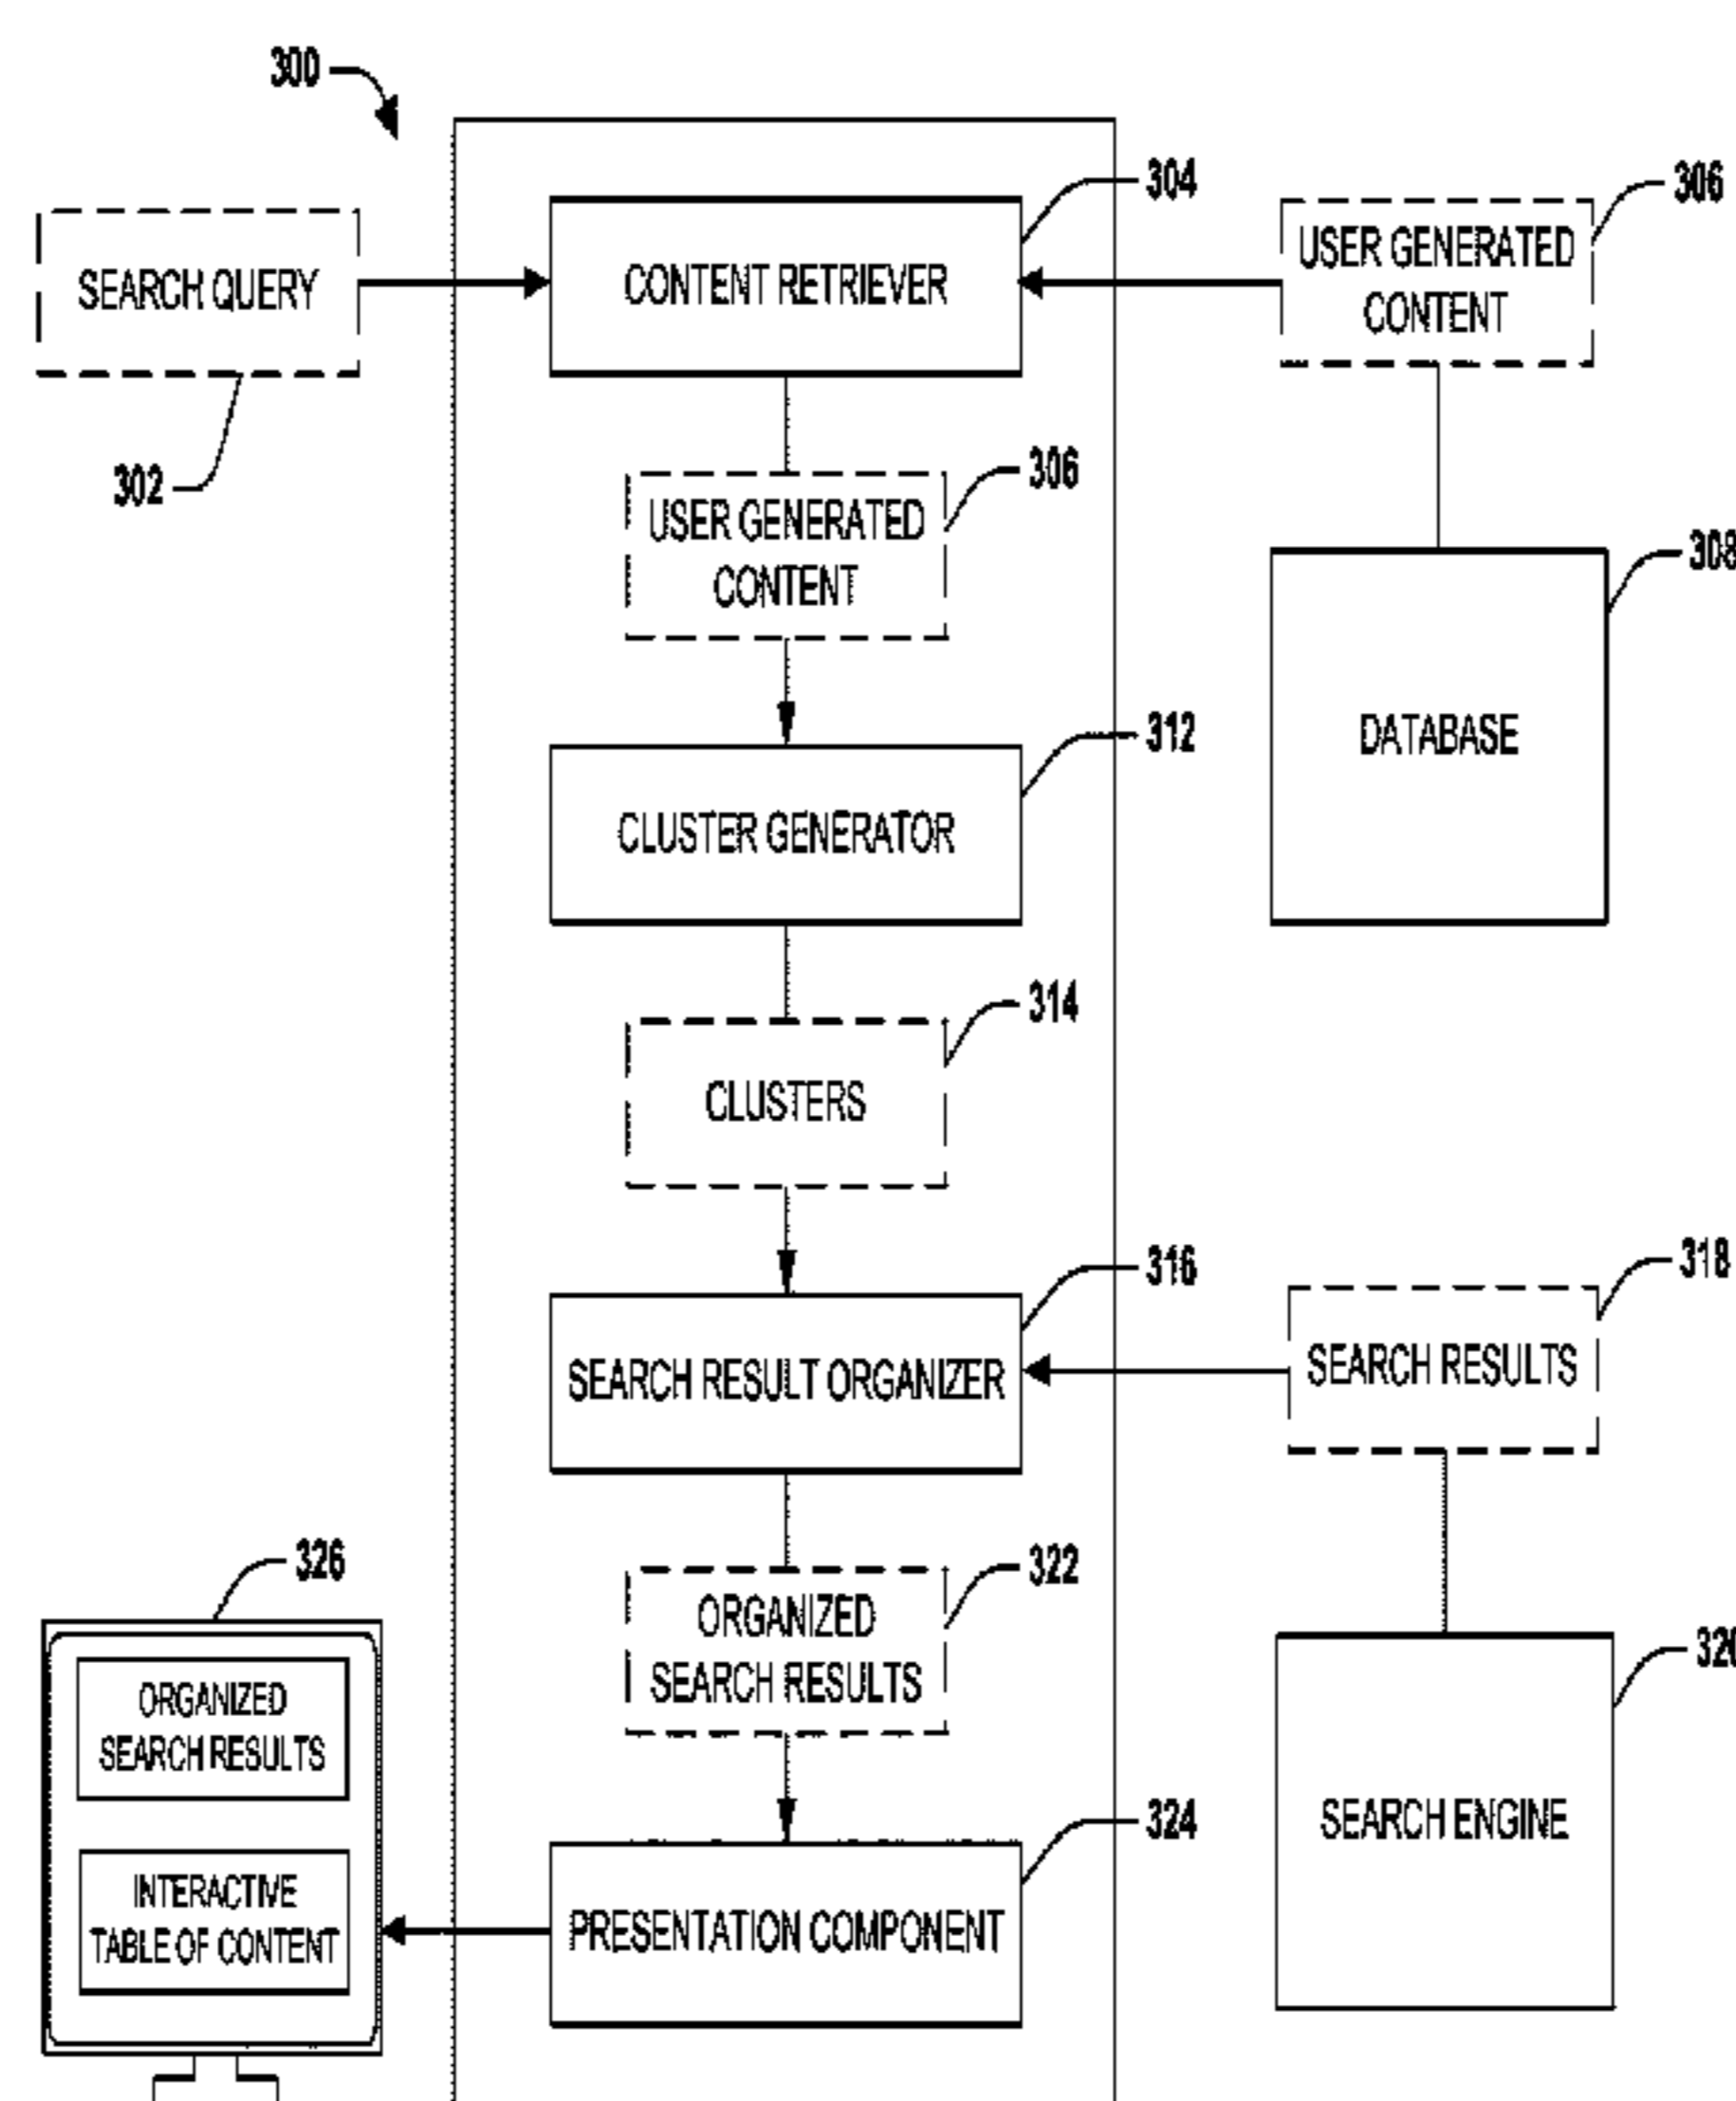 300
304
306
SEARCH QUERY
CONTENT RETRIEVER
USER GENERATED
CONTENT
302
306
USER GENERATED
CONTENT
308
DATABASE
312
CLUSTER GENERATOR
314
CLUSTERS
316
318
SEARCH RESULT ORGANIZER
SEARCH RESULTS
326
322
ORGANIZED
SEARCH RESULTS
320
ORGANIZED
SEARCH RESULTS
324
SEARCH ENGINE
INTERACTIVE
TABLE OF CONTENT
PRESENTATION COMPONENT